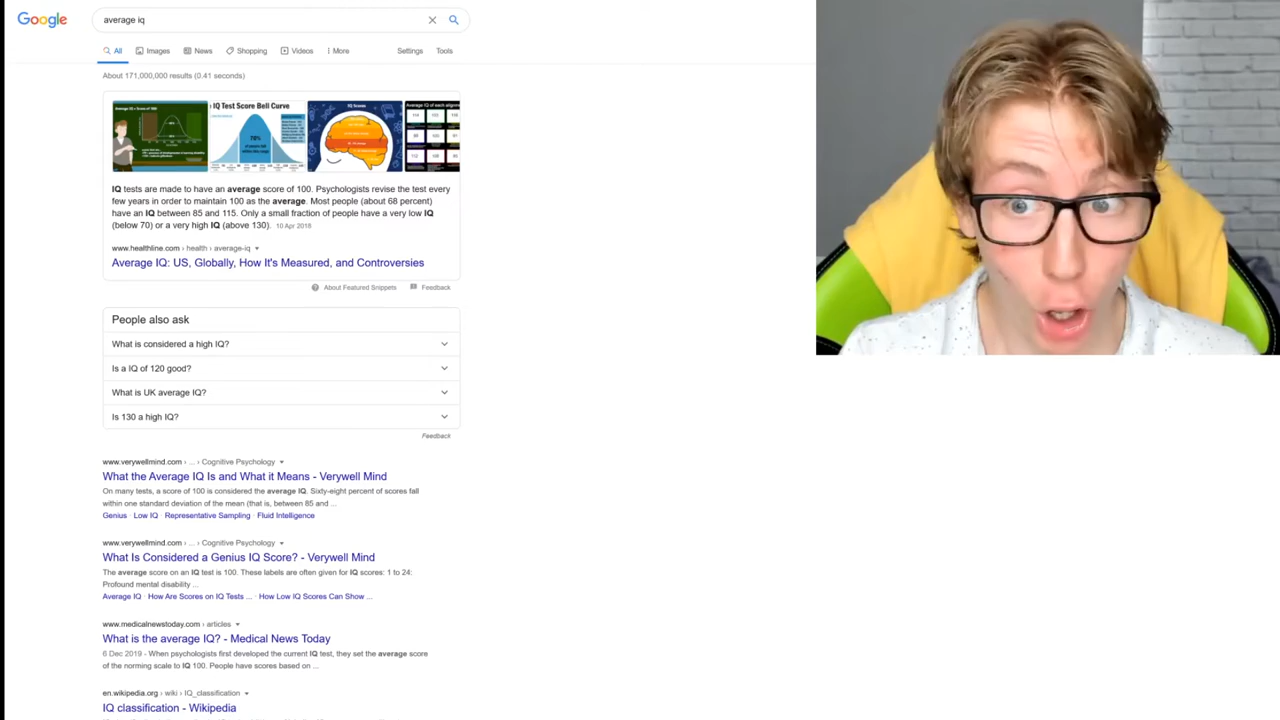 Google
average iq
All Images News Shopping Videos More Settings Tools
About 171,000,000 results (0.41 seconds)
IQ Test Score Bell Curve
IQ Scores
Average IQ of each
70%
IQ tests are made to have an average score of 100. Psychologists revise the test every
few years in order to maintain 100 as the average. Most people (about 68 percent)
have an IQ between 85 and 115. Only a small fraction of people have a very low IQ
(below 70) or a very high IQ (above 130). 10 Apr 2018
www.healthline.com › health › average-iq
Average IQ: US, Globally, How It's Measured, and Controversies
About Featured Snippets Feedback
People also ask
What is considered a high IQ?
Is a IQ of 120 good?
What is UK average IQ?
Is 130 a high IQ?
Feedback
www.verywellmind.com › ... › Cognitive Psychology
What the Average IQ Is and What it Means - Verywell Mind
On many tests, a score of 100 is considered the average IQ. Sixty-eight percent of scores fall
within one standard deviation of the mean (that is, between 85 and ...
Genius · Low IQ · Representative Sampling · Fluid Intelligence
www.verywellmind.com › ... › Cognitive Psychology
What Is Considered a Genius IQ Score? - Verywell Mind
The average score on an IQ test is 100. These labels are often given for IQ scores: 1 to 24:
Profound mental disability ...
Average IQ · How Are Scores on IQ Tests ... · How Low IQ Scores Can Show ...
www.medicalnewstoday.com › articles
What is the average IQ? - Medical News Today
6 Dec 2019 - When psychologists first developed the current IQ test, they set the average score
of the norming scale to IQ 100. People have scores based on ...
en.wikipedia.org › wiki › IQ_classification
IQ classification - Wikipedia